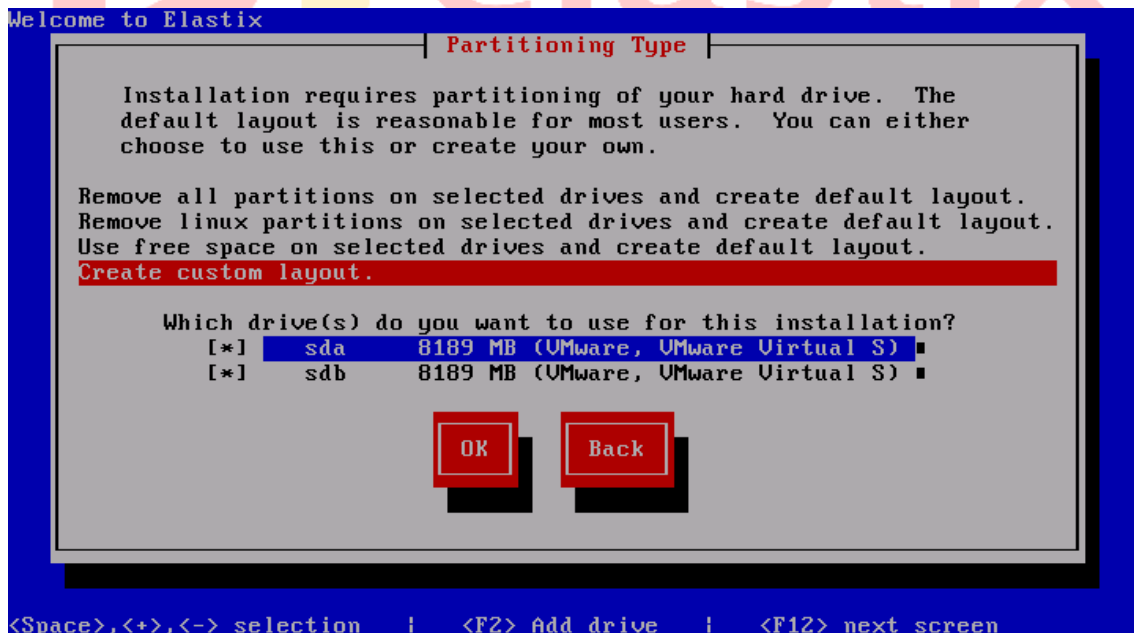 Welcome to Elastix
Partitioning Type
Installation requires partitioning of your hard drive.  The
default layout is reasonable for most users.  You can either
choose to use this or create your own.
Remove all partitions on selected drives and create default layout.
Remove linux partitions on selected drives and create default layout.
Use free space on selected drives and create default layout.
Create custom layout.
Which drive(s) do you want to use for this installation?
[*] sda 8189 MB (VMware, VMware Virtual S)
[*] sdb 8189 MB (VMware, VMware Virtual S)
OK Back
<Space>,<+>,<-> selection | <F2> Add drive | <F12> next screen